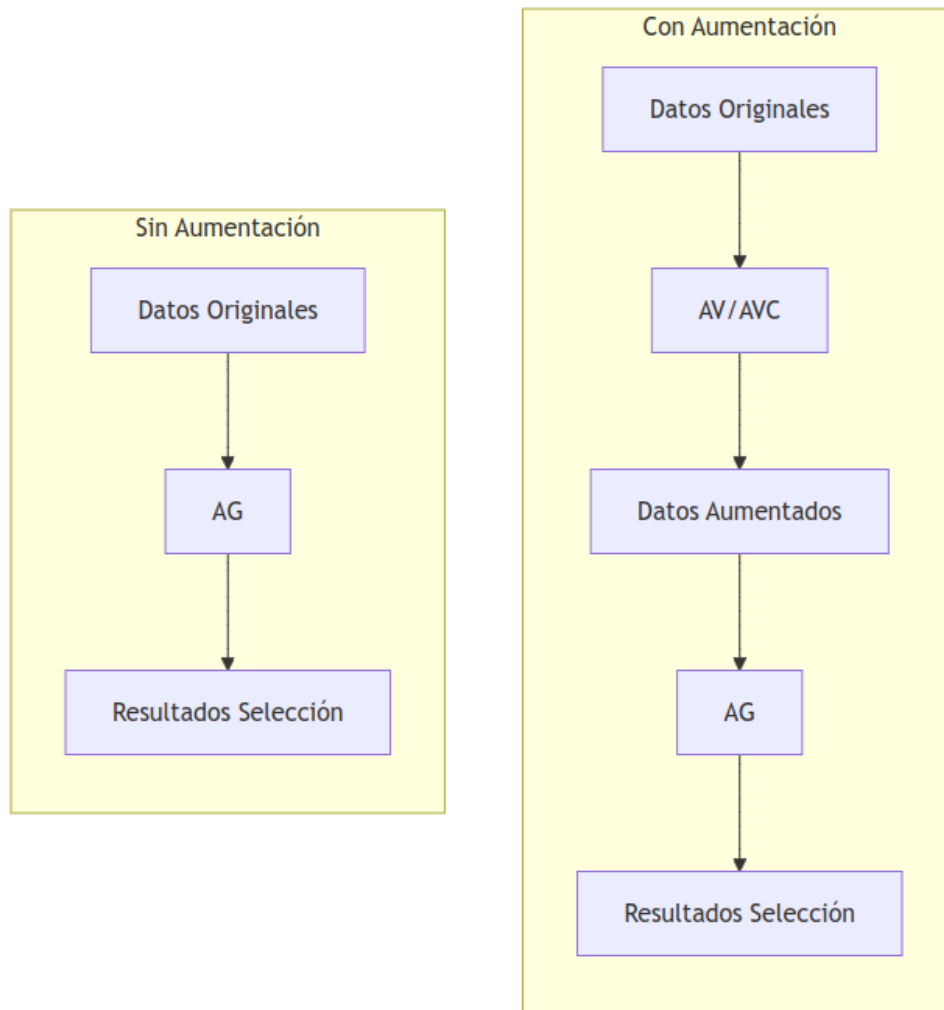 Sin Aumentación
Datos Originales
AG
Resultados Selección
Con Aumentación
Datos Originales
AV/AVC
Datos Aumentados
AG
Resultados Selección